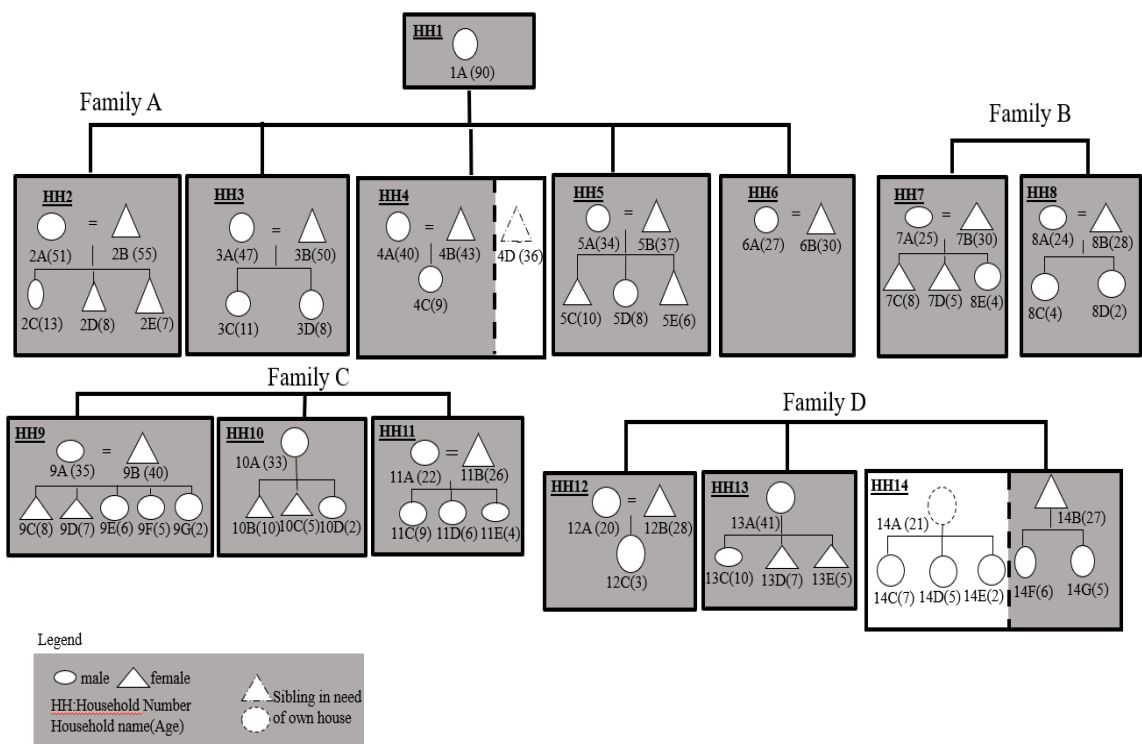 HH1
1A (90)
Family A
Family B
HH2
=
2A(51)
2B (55)
2C(13)
2D(8)
2E(7)
HH3
=
3A(47)
3B(50)
3C(11)
3D(8)
HH4
=
4A(40)
4B(43)
4C(9)
4D (36)
HH5
=
5A(34)
5B(37)
5C(10)
5D(8)
5E(6)
HH6
=
6A(27)
6B(30)
HH7
=
7A(25)
7B(30)
7C(8)
7D(5)
8E(4)
HH8
=
8A(24)
8B(28)
8C(4)
8D(2)
Family C
Family D
HH9
=
9A (35)
9B (40)
9C(8)
9D(7)
9E(6)
9F(5)
9G(2)
HH10
10A (33)
10B(10)
10C(5)
10D(2)
HH11
=
11A (22)
11B(26)
11C(9)
11D(6)
11E(4)
HH12
=
12A (20)
12B(28)
12C(3)
HH13
13A(41)
13C(10)
13D(7)
13E(5)
HH14
14A (21)
14C(7)
14D(5)
14E(2)
14B(27)
14F(6)
14G(5)
Legend
male
female
HH:Household Number
Household name(Age)
Sibling in need
of own house